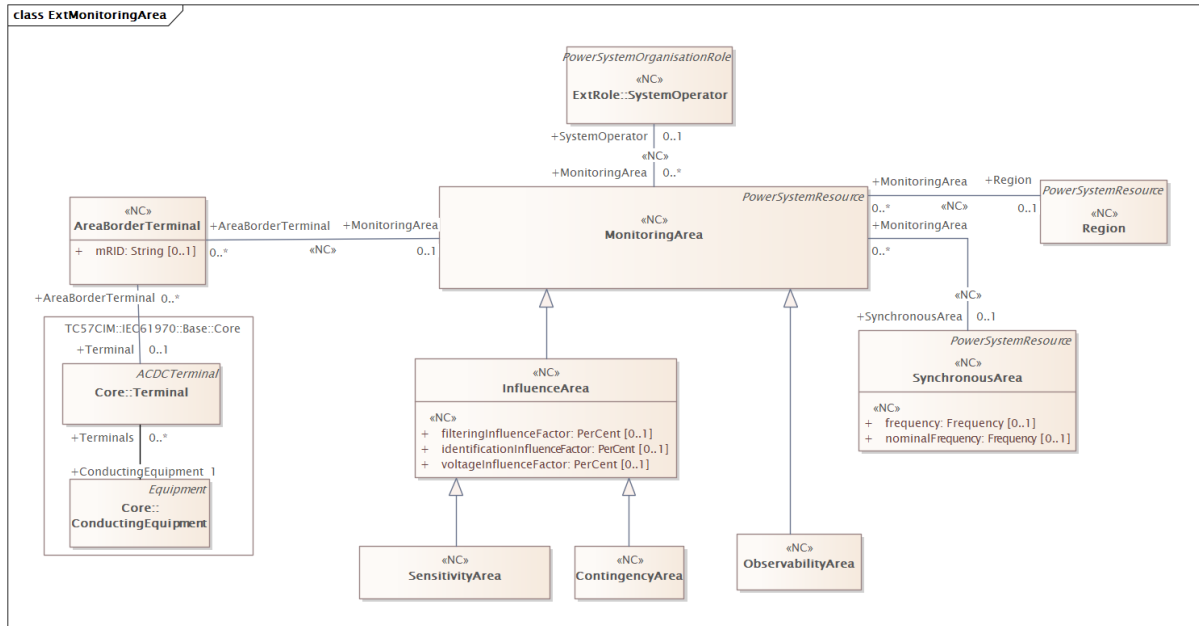 class ExtMonitoringArea
PowerSystemOrganisationRole
«NC»
ExtRole::SystemOperator
+SystemOperator 0..1
«NC»
+MonitoringArea 0..*
PowerSystemResource
«NC»
MonitoringArea
+MonitoringArea +Region
0..* «NC» 0..1
PowerSystemResource
«NC»
Region
+MonitoringArea
0..*
«NC»
+SynchronousArea 0..1
PowerSystemResource
«NC»
SynchronousArea
«NC»
+ frequency: Frequency [0..1]
+ nominalFrequency: Frequency [0..1]
«NC»
AreaBorderTerminal
+ mRID: String [0..1]
+AreaBorderTerminal +MonitoringArea
0..* «NC» 0..1
+AreaBorderTerminal 0..*
TC57CIM::IEC61970::Base::Core
+Terminal 0..1
ACDCTerminal
Core::Terminal
+Terminals 0..*
+ConductingEquipment 1
Equipment
Core::
ConductingEquipment
«NC»
InfluenceArea
«NC»
+ filteringInfluenceFactor: PerCent [0..1]
+ identificationInfluenceFactor: PerCent [0..1]
+ voltageInfluenceFactor: PerCent [0..1]
«NC»
SensitivityArea
«NC»
ContingencyArea
«NC»
ObservabilityArea